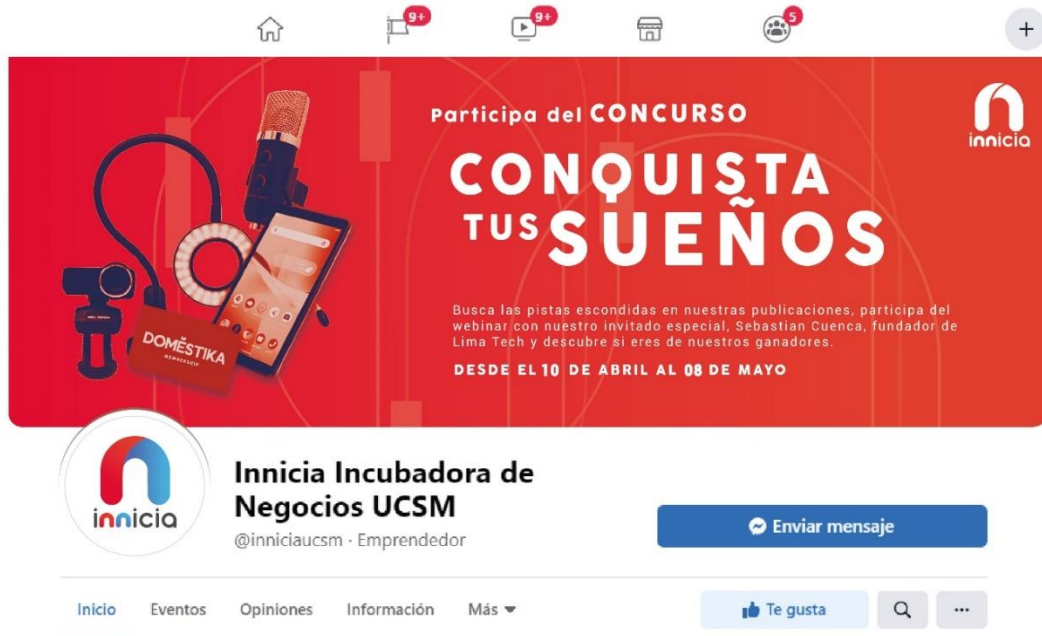 9+
9+
5
+
Participa del CONCURSO
CONQUISTA
TUS SUEÑOS
innicia
Busca las pistas escondidas en nuestras publicaciones, participa del
webinar con nuestro invitado especial, Sebastian Cuenca, fundador de
Lima Tech y descubre si eres de nuestros ganadores.
DESDE EL 10 DE ABRIL AL 08 DE MAYO
DOMESTIKA
innicia
Innicia Incubadora de
Negocios UCSM
@inniciaucsm · Emprendedor
Enviar mensaje
Inicio Eventos Opiniones Información Más Te gusta